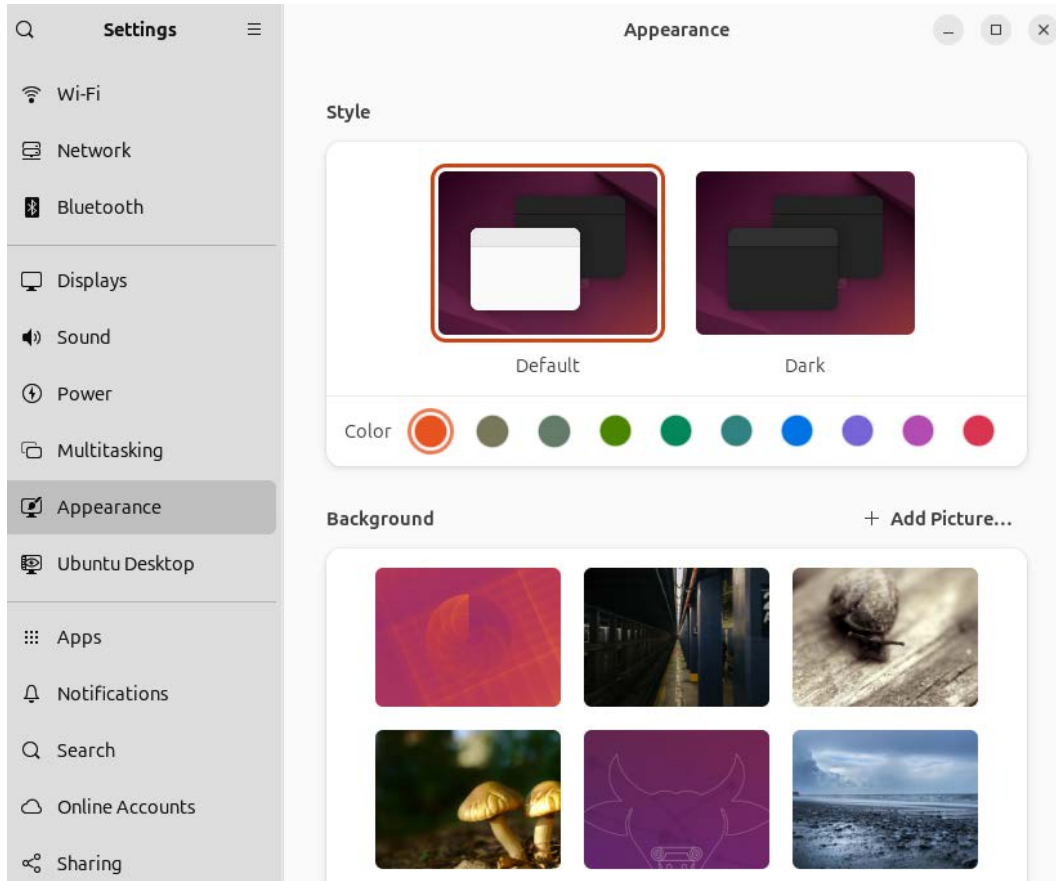 Settings
Appearance
Wi-Fi
Network
Bluetooth
Displays
Sound
Power
Multitasking
Appearance
Ubuntu Desktop
Apps
Notifications
Search
Online Accounts
Sharing
Style
Default
Dark
Color
Background
+ Add Picture...